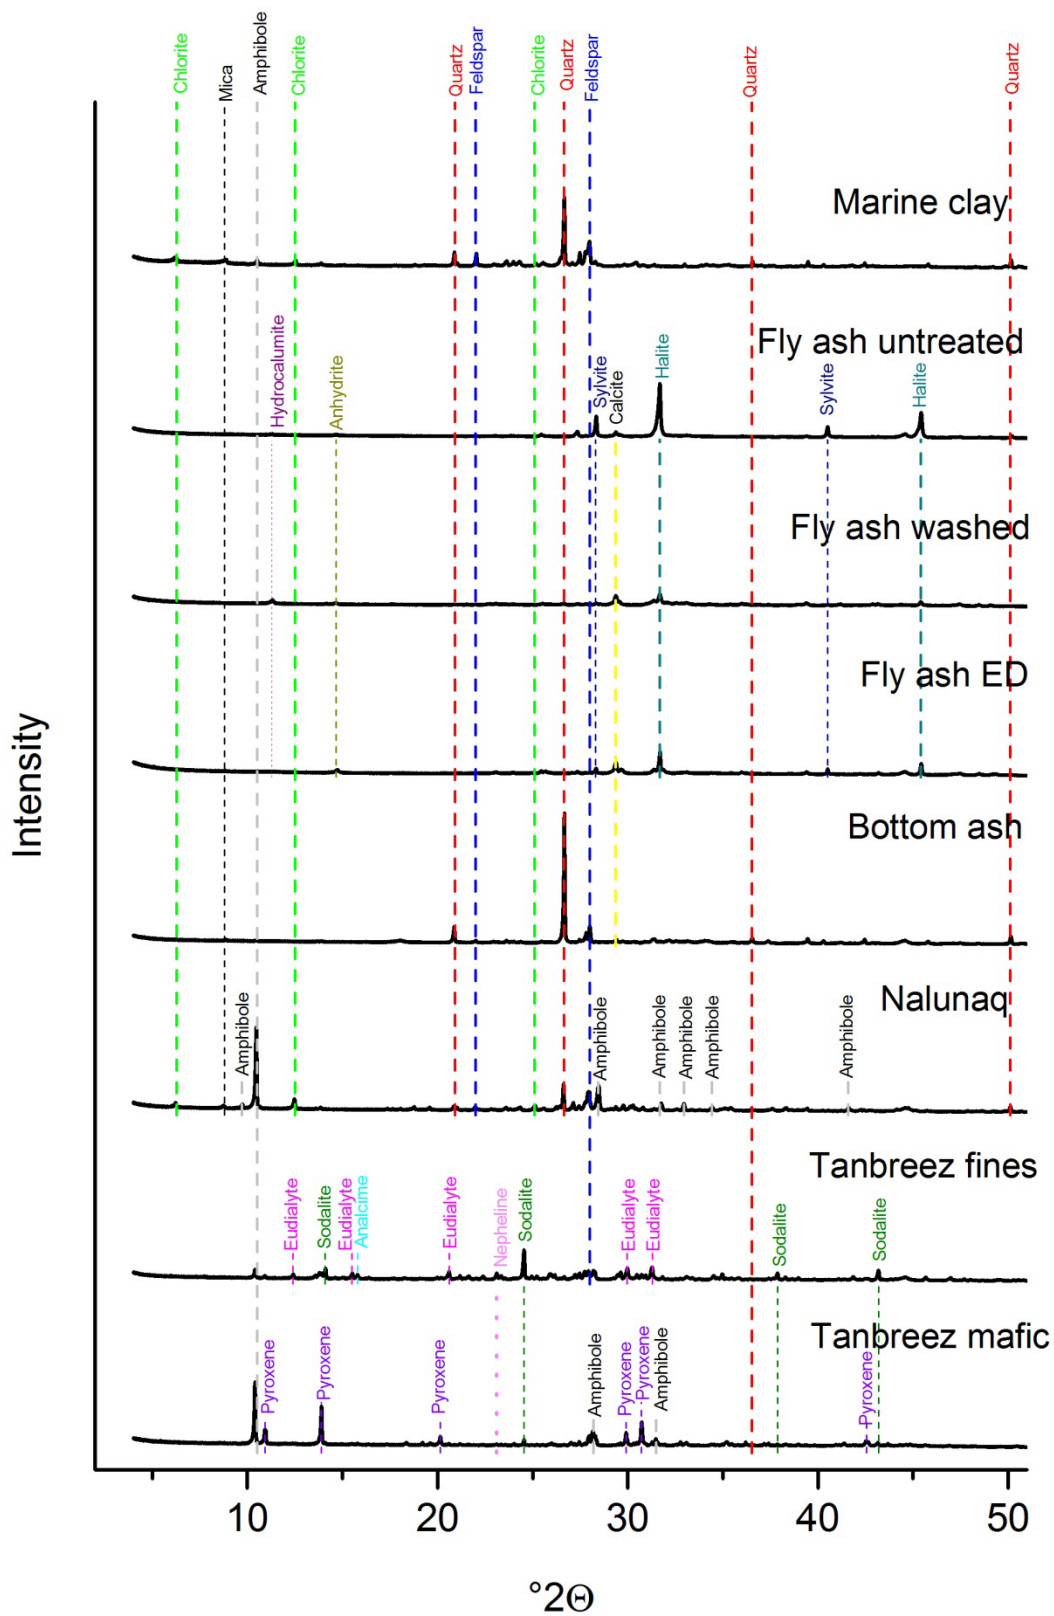 Chlorite
Mica
Amphibole
Chlorite
Quartz
Feldspar
Chlorite
Quartz
Feldspar
Quartz
Quartz
Marine clay
Fly ash untreated
Hydrocalumite
Anhydrite
Sylvite
Calcite
Halite
Sylvite
Halite
Fly ash washed
Fly ash ED
Bottom ash
Nalunaq
Amphibole
Amphibole
Amphibole
Amphibole
Amphibole
Amphibole
Tanbreez fines
Eudialyte
Sodalite
Eudialyte
Analcime
Eudialyte
Nepheline
Sodalite
Eudialyte
Eudialyte
Sodalite
Sodalite
Tanbreez mafic
Pyroxene
Pyroxene
Pyroxene
Amphibole
Pyroxene
Pyroxene
Amphibole
Pyroxene
Intensity
10 20 30 40 50
°2Θ